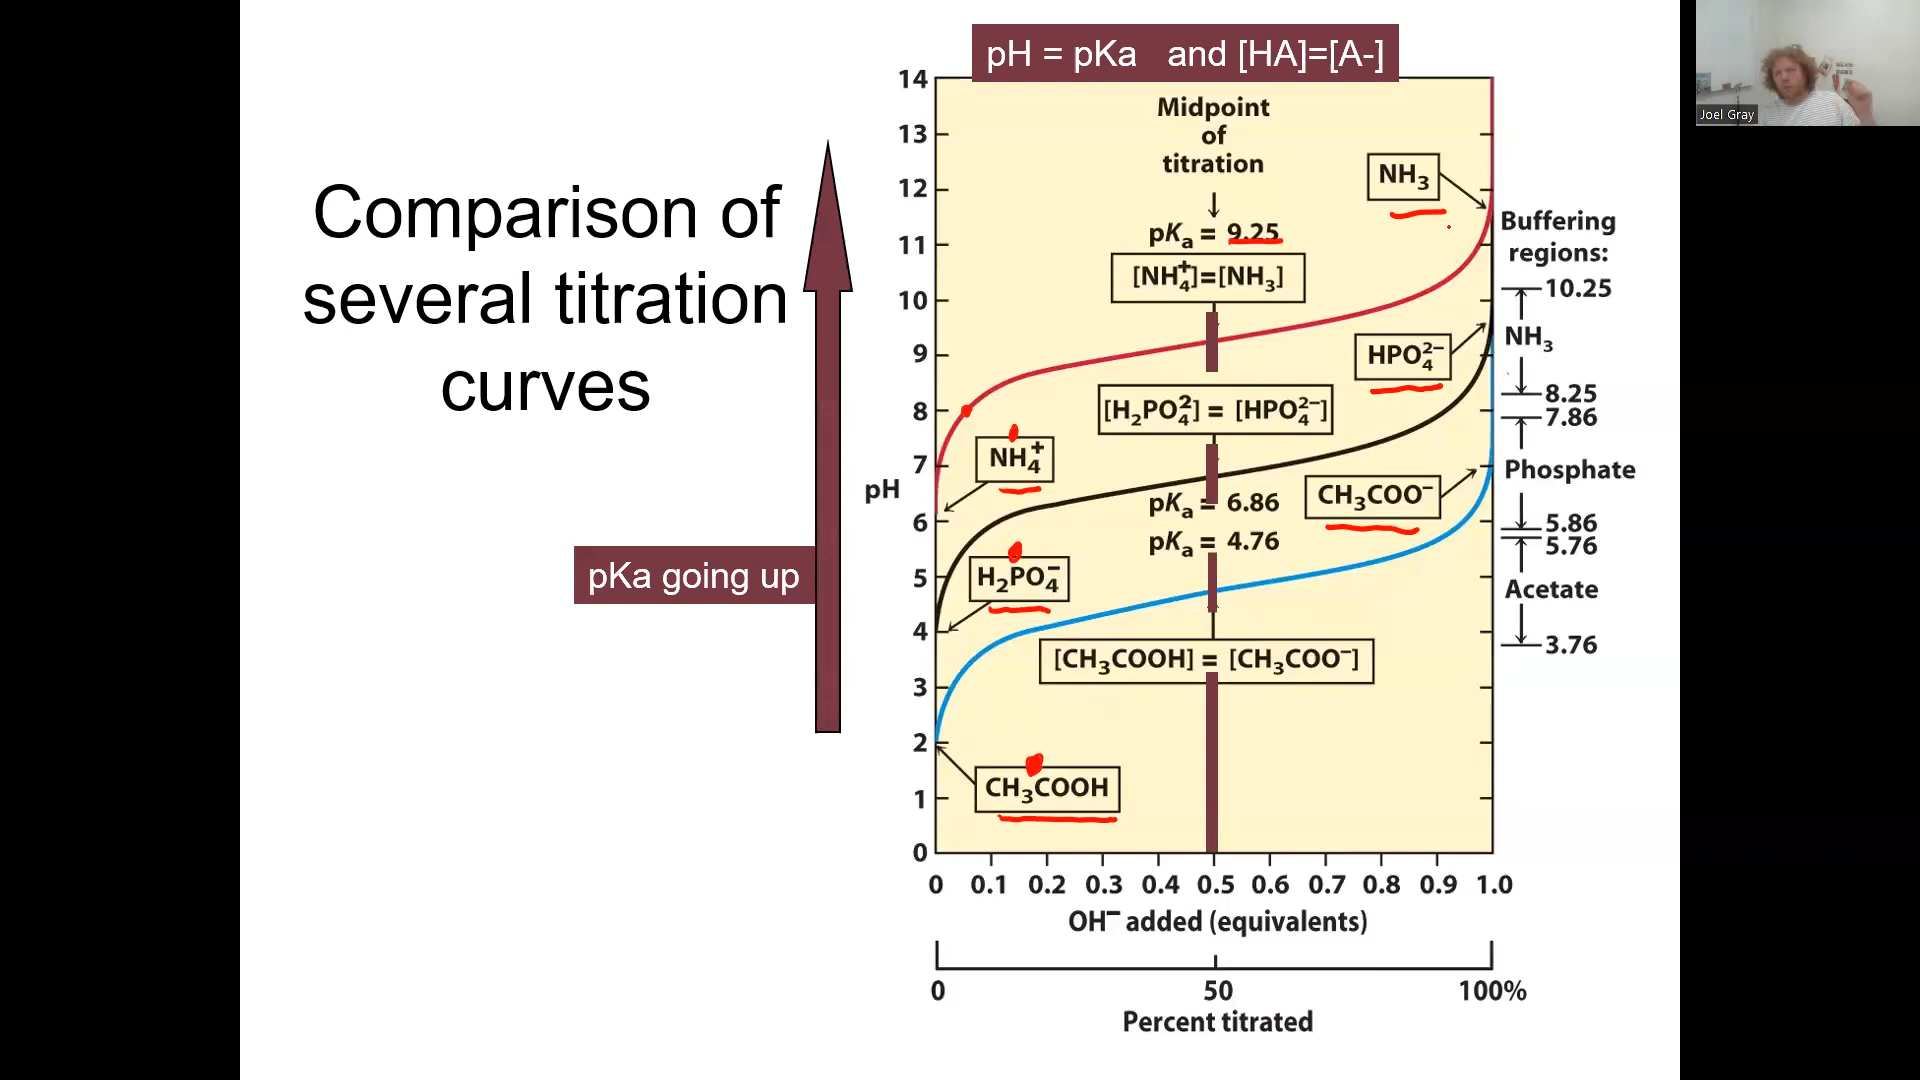 pH = pKa and [HA]=[A-]
Joel Gray
Comparison of
several titration
curves
pKa going up
14
13
12
11
10
9
8
7
6
5
4
3
2
1
0
pH
Midpoint
of
titration
pKₐ = 9.25
[NH₄⁺]=[NH₃]
NH₃
HPO₄²⁻
[H₂PO₄²] = [HPO₄²⁻]
NH₄⁺
CH₃COO⁻
pKₐ = 6.86
pKₐ = 4.76
H₂PO₄⁻
[CH₃COOH] = [CH₃COO⁻]
CH₃COOH
Buffering
regions:
10.25
NH₃
8.25
7.86
Phosphate
5.86
5.76
Acetate
3.76
0 0.1 0.2 0.3 0.4 0.5 0.6 0.7 0.8 0.9 1.0
OH⁻ added (equivalents)
0 50 100%
Percent titrated